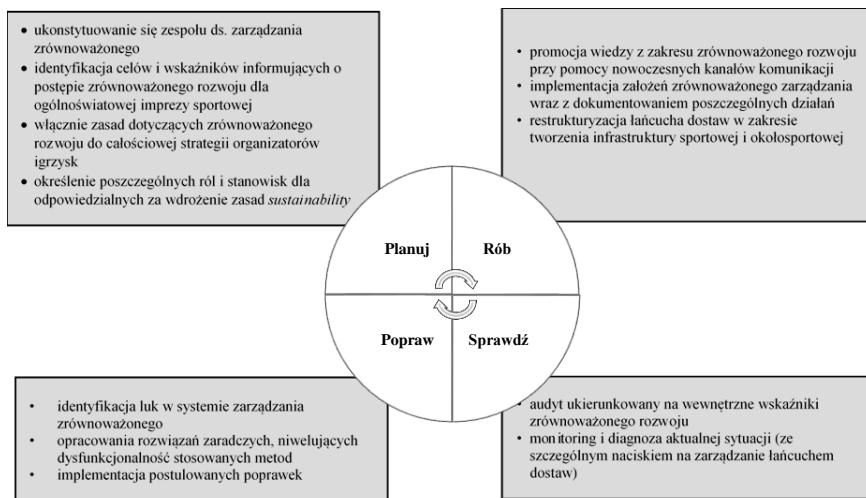 • ukonstytuowanie się zespołu ds. zarządzania
zrównoważonego
• identyfikacja celów i wskaźników informujących o
postępie zrównoważonego rozwoju dla
ogólnoświatowej imprezy sportowej
• włącznie zasad dotyczących zrównoważonego
rozwoju do całościowej strategii organizatorów
igrzysk
• określenie poszczególnych ról i stanowisk dla
odpowiedzialnych za wdrożenie zasad sustainability
• promocja wiedzy z zakresu zrównoważonego rozwoju
przy pomocy nowoczesnych kanałów komunikacji
• implementacja założeń zrównoważonego zarządzania
wraz z dokumentowaniem poszczególnych działań
• restrukturyzacja łańcucha dostaw w zakresie
tworzenia infrastruktury sportowej i okołosportowej
Planuj
Rób
Popraw
Sprawdź
• identyfikacja luk w systemie zarządzania
zrównoważonego
• opracowania rozwiązań zaradczych, niwelujących
dysfunkcjonalność stosowanych metod
• implementacja postulowanych poprawek
• audyt ukierunkowany na wewnętrzne wskaźniki
zrównoważonego rozwoju
• monitoring i diagnoza aktualnej sytuacji (ze
szczególnym naciskiem na zarządzanie łańcuchem
dostaw)